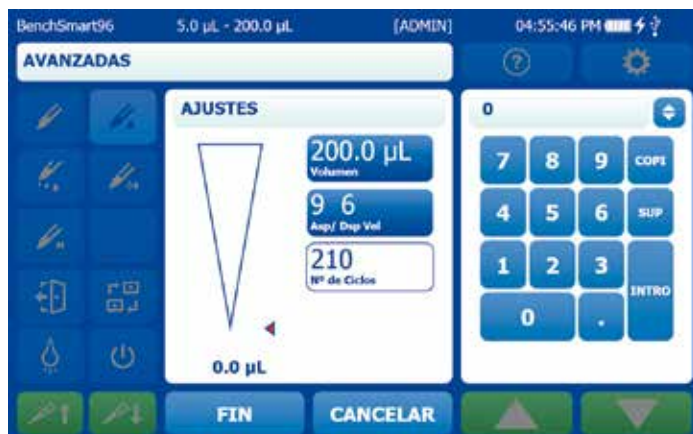 BenchSmart96 5.0 µL - 200.0 µL [ADMIN] 04:55:46 PM
AVANZADAS
?
AJUSTES
200.0 µL
Volumen
9 6
Asp/ Dsp Vel
210
Nº de Ciclos
0.0 µL
0
7 8 9 COPI
4 5 6 SUP
1 2 3
INTRO
0 .
FIN CANCELAR